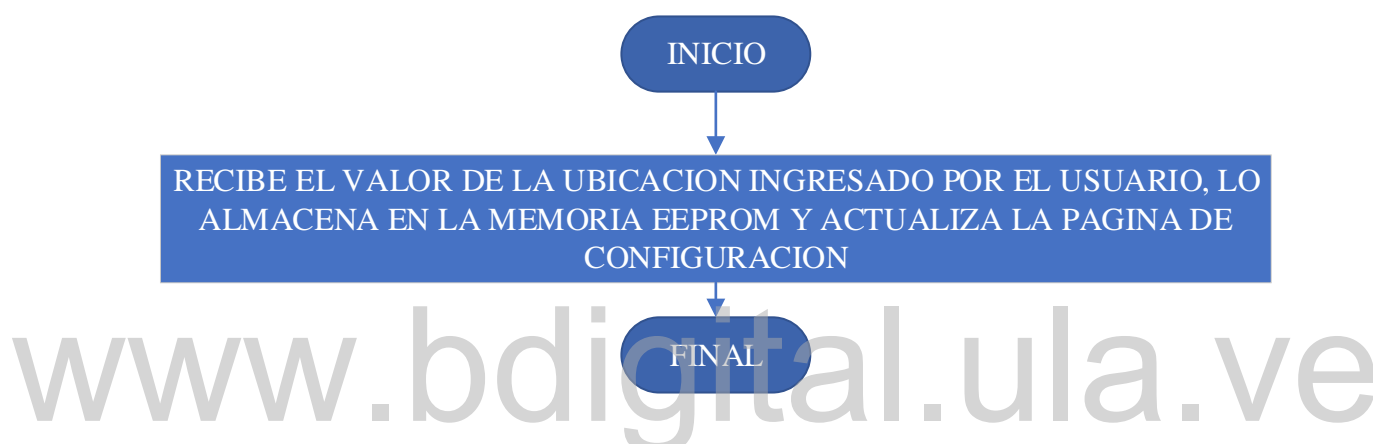 INICIO
RECIBE EL VALOR DE LA UBICACION INGRESADO POR EL USUARIO, LO
ALMACENA EN LA MEMORIA EEPROM Y ACTUALIZA LA PAGINA DE
CONFIGURACION
FINAL
www.bdigital.ula.ve